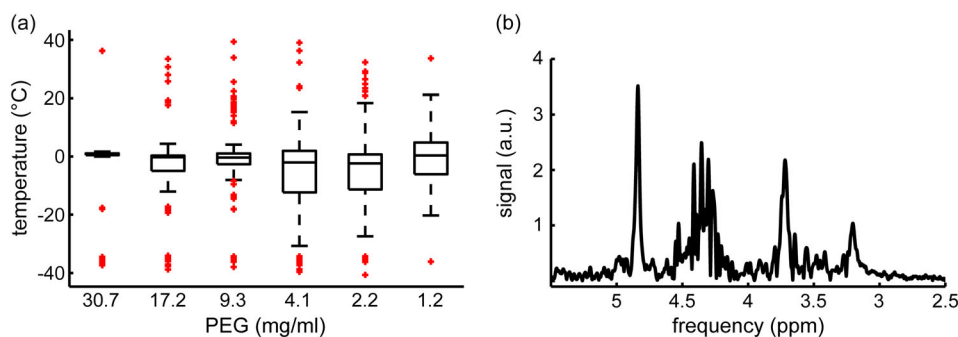 (a)
temperature (°C)
40
20
0
-20
-40
30.7 17.2 9.3 4.1 2.2 1.2
PEG (mg/ml)
(b)
signal (a.u.)
4
3
2
1
5 4.5 4 3.5 3 2.5
frequency (ppm)